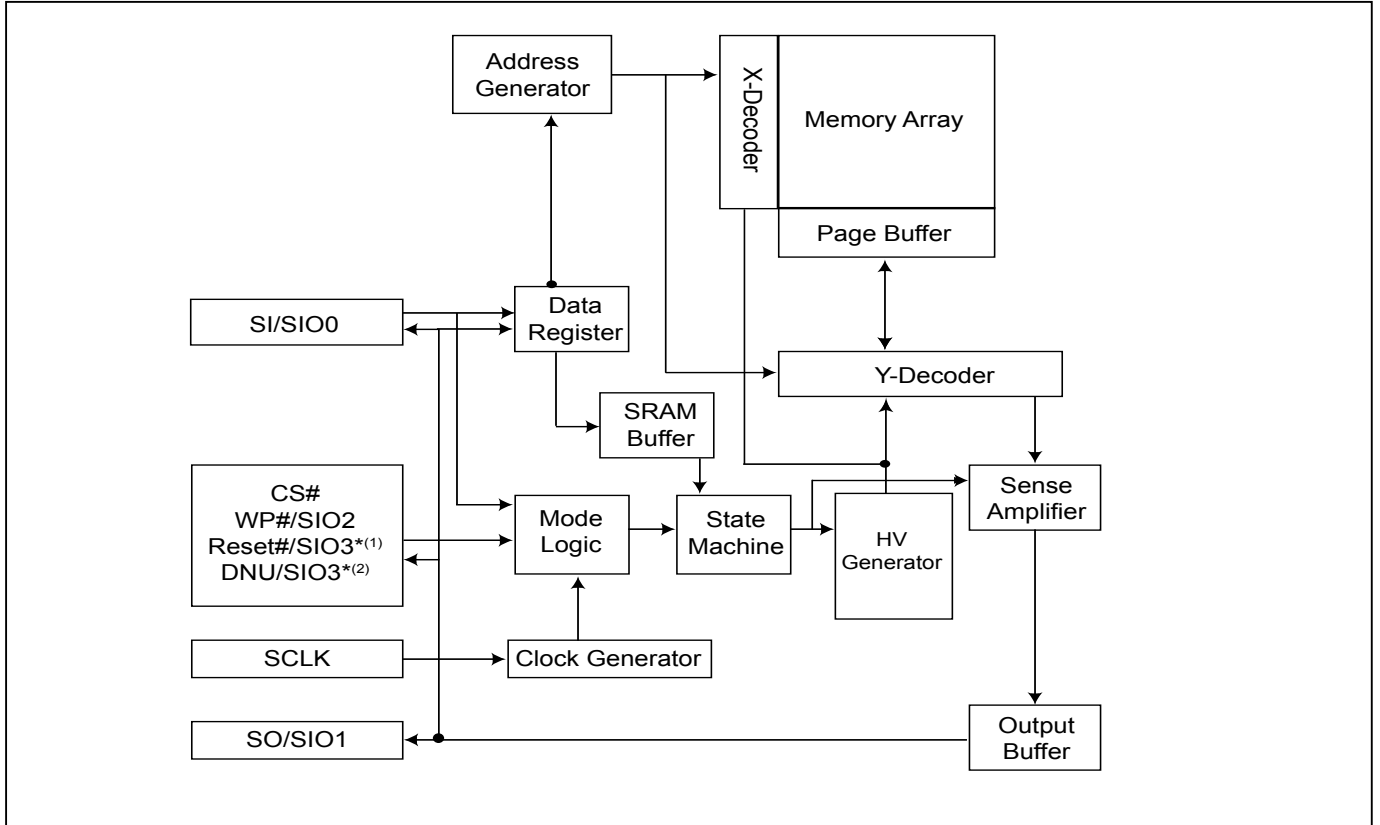 Address
Generator
X-Decoder
Memory Array
Page Buffer
SI/SIO0
Data
Register
Y-Decoder
SRAM
Buffer
CS#
WP#/SIO2
Reset#/SIO3*(1)
DNU/SIO3*(2)
Mode
Logic
State
Machine
HV
Generator
Sense
Amplifier
SCLK
Clock Generator
SO/SIO1
Output
Buffer